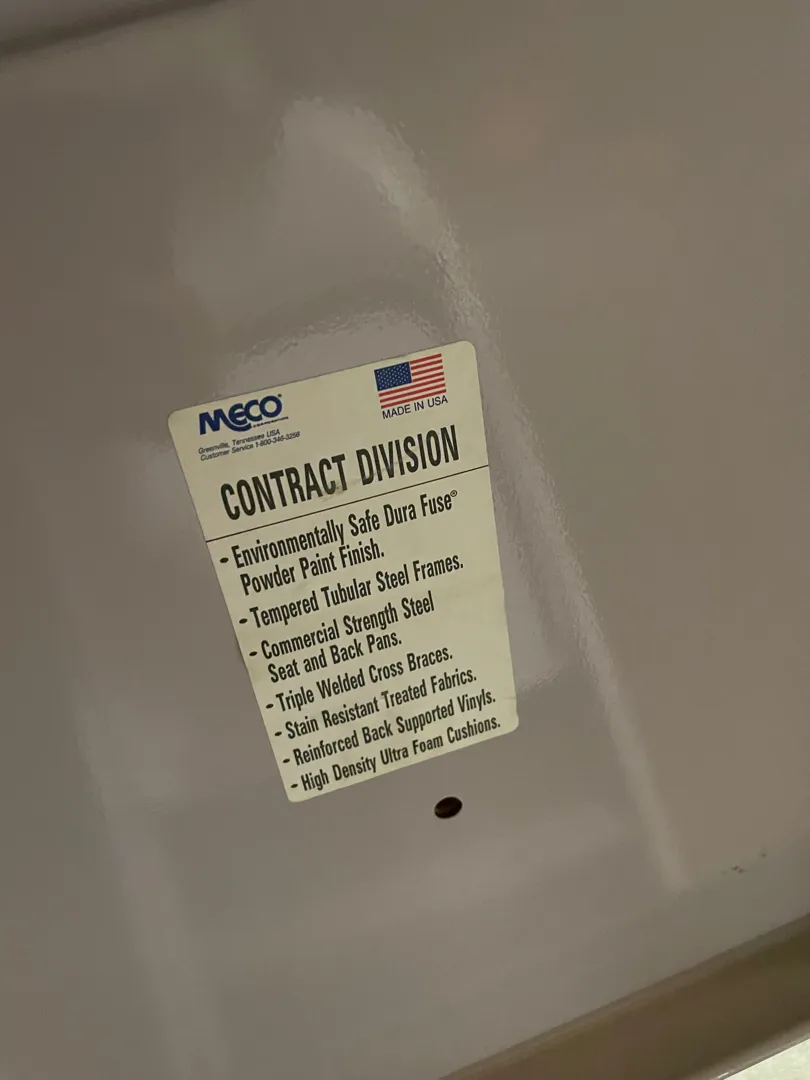 MECO®
MADE IN USA
Greenville, Tennessee USA
Customer Service 1-800-346-3256
CONTRACT DIVISION
- Environmentally Safe Dura Fuse®
Powder Paint Finish.
- Tempered Tubular Steel Frames.
- Commercial Strength Steel
Seat and Back Pans.
- Triple Welded Cross Braces.
- Stain Resistant Treated Fabrics.
- Reinforced Back Supported Vinyls.
- High Density Ultra Foam Cushions.